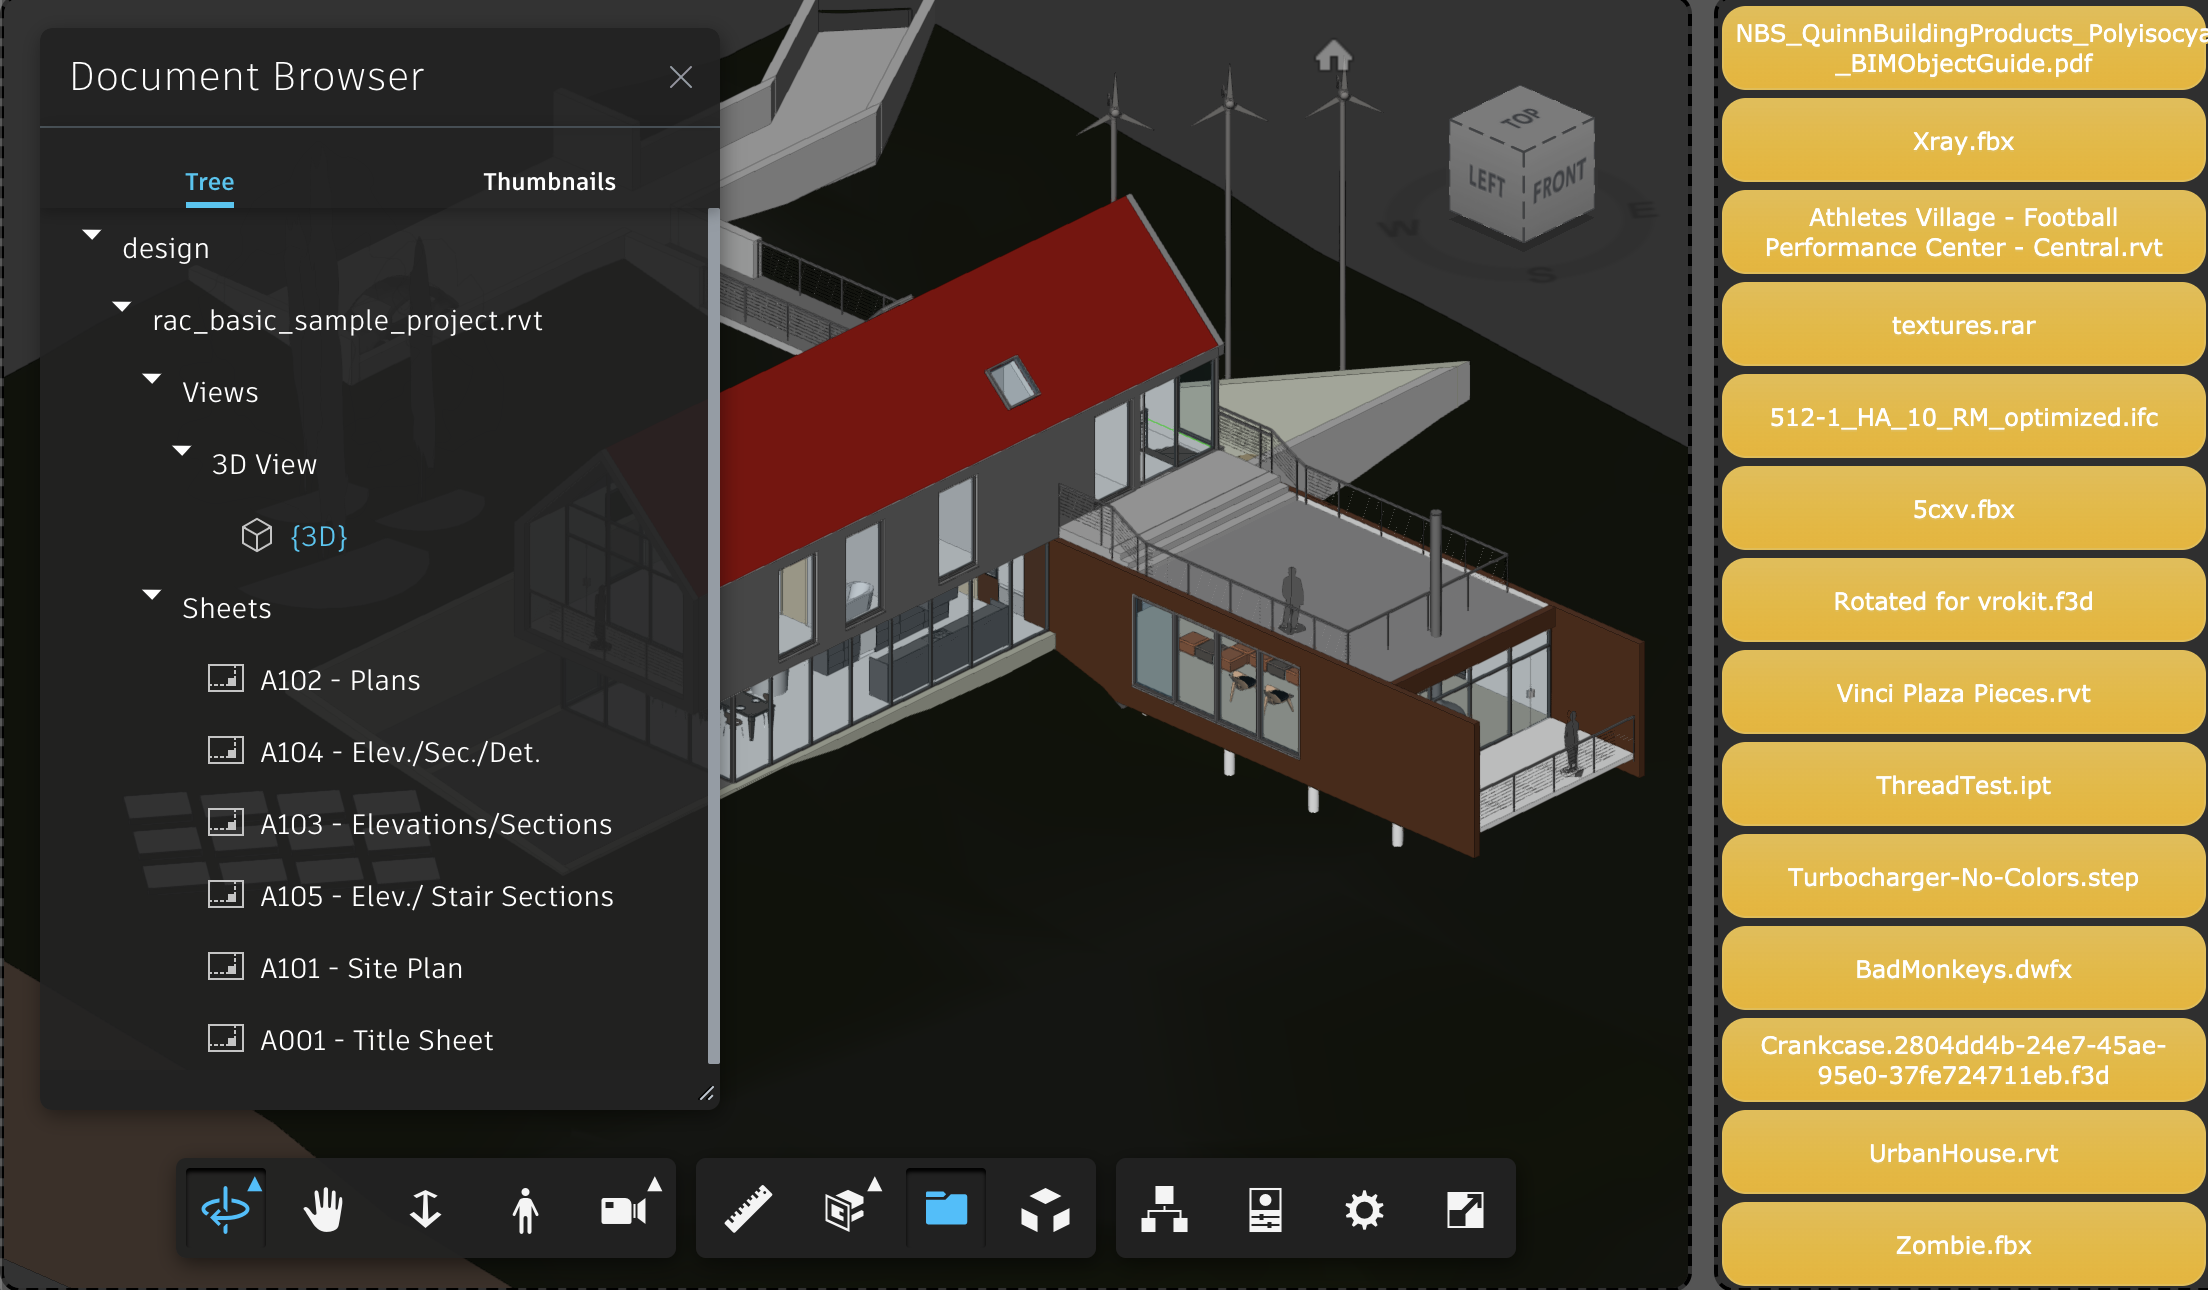 Document Browser
Tree
Thumbnails
design
rac_basic_sample_project.rvt
Views
3D View
{3D}
Sheets
A102 - Plans
A104 - Elev./Sec./Det.
A103 - Elevations/Sections
A105 - Elev./ Stair Sections
A101 - Site Plan
A001 - Title Sheet
TOP
LEFT
FRONT
W
E
S
NBS_QuinnBuildingProducts_Polyisocya
_BIMObjectGuide.pdf
Xray.fbx
Athletes Village - Football
Performance Center - Central.rvt
textures.rar
512-1_HA_10_RM_optimized.ifc
5cxv.fbx
Rotated for vrokit.f3d
Vinci Plaza Pieces.rvt
ThreadTest.ipt
Turbocharger-No-Colors.step
BadMonkeys.dwfx
Crankcase.2804dd4b-24e7-45ae-
95e0-37fe724711eb.f3d
UrbanHouse.rvt
Zombie.fbx